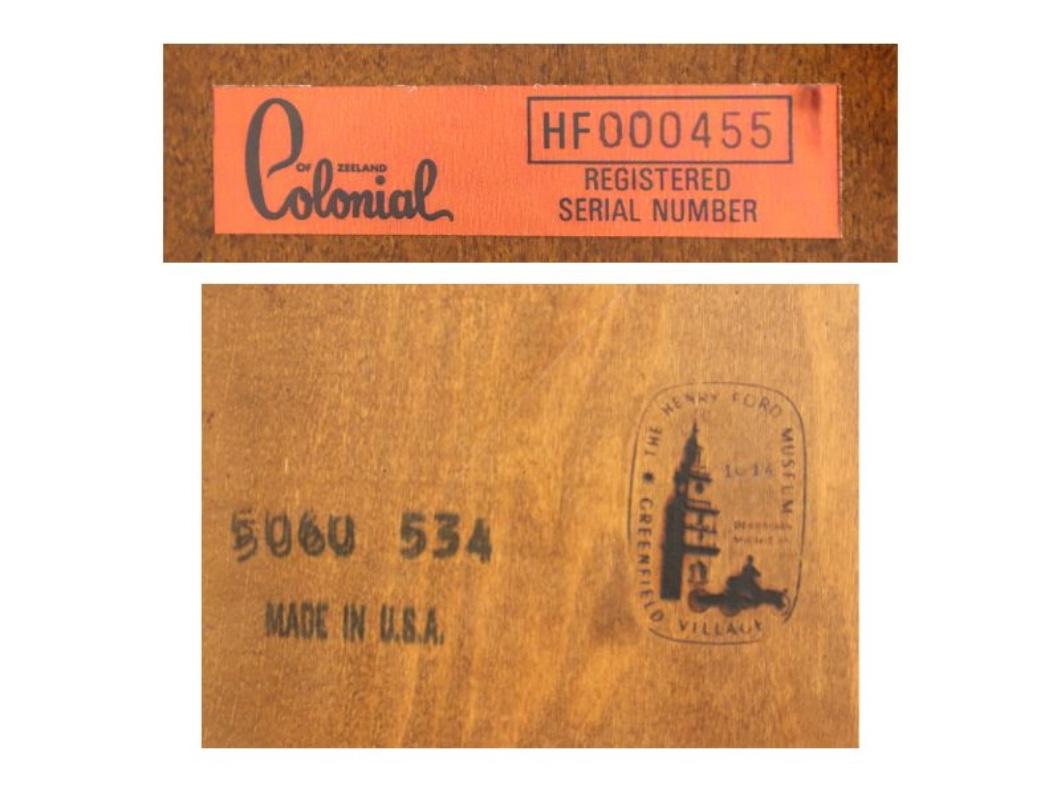 OF ZEELAND
Colonial
HF000455
REGISTERED
SERIAL NUMBER
5060 534
MADE IN U.S.A.
THE HENRY FORD MUSEUM
★ GREENFIELD VILLAGE